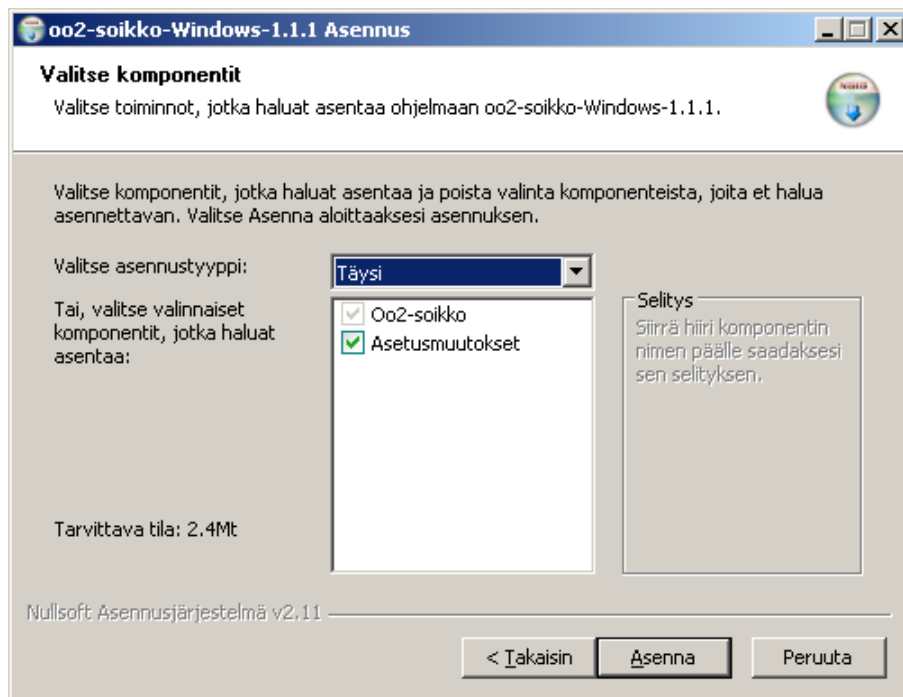 oo2-soikko-Windows-1.1.1 Asennus
Valitse komponentit
Valitse toiminnot, jotka haluat asentaa ohjelmaan oo2-soikko-Windows-1.1.1.
Valitse komponentit, jotka haluat asentaa ja poista valinta komponenteista, joita et halua
asennettavan. Valitse Asenna aloittaaksesi asennuksen.
Valitse asennustyyppi:
Täysi
Tai, valitse valinnaiset
komponentit, jotka haluat
asentaa:
Oo2-soikko
Asetusmuutokset
Selitys
Siirrä hiiri komponentin
nimen päälle saadaksesi
sen selityksen.
Tarvittava tila: 2.4Mt
Nullsoft Asennusjärjestelmä v2.11
< Takaisin
Asenna
Peruuta